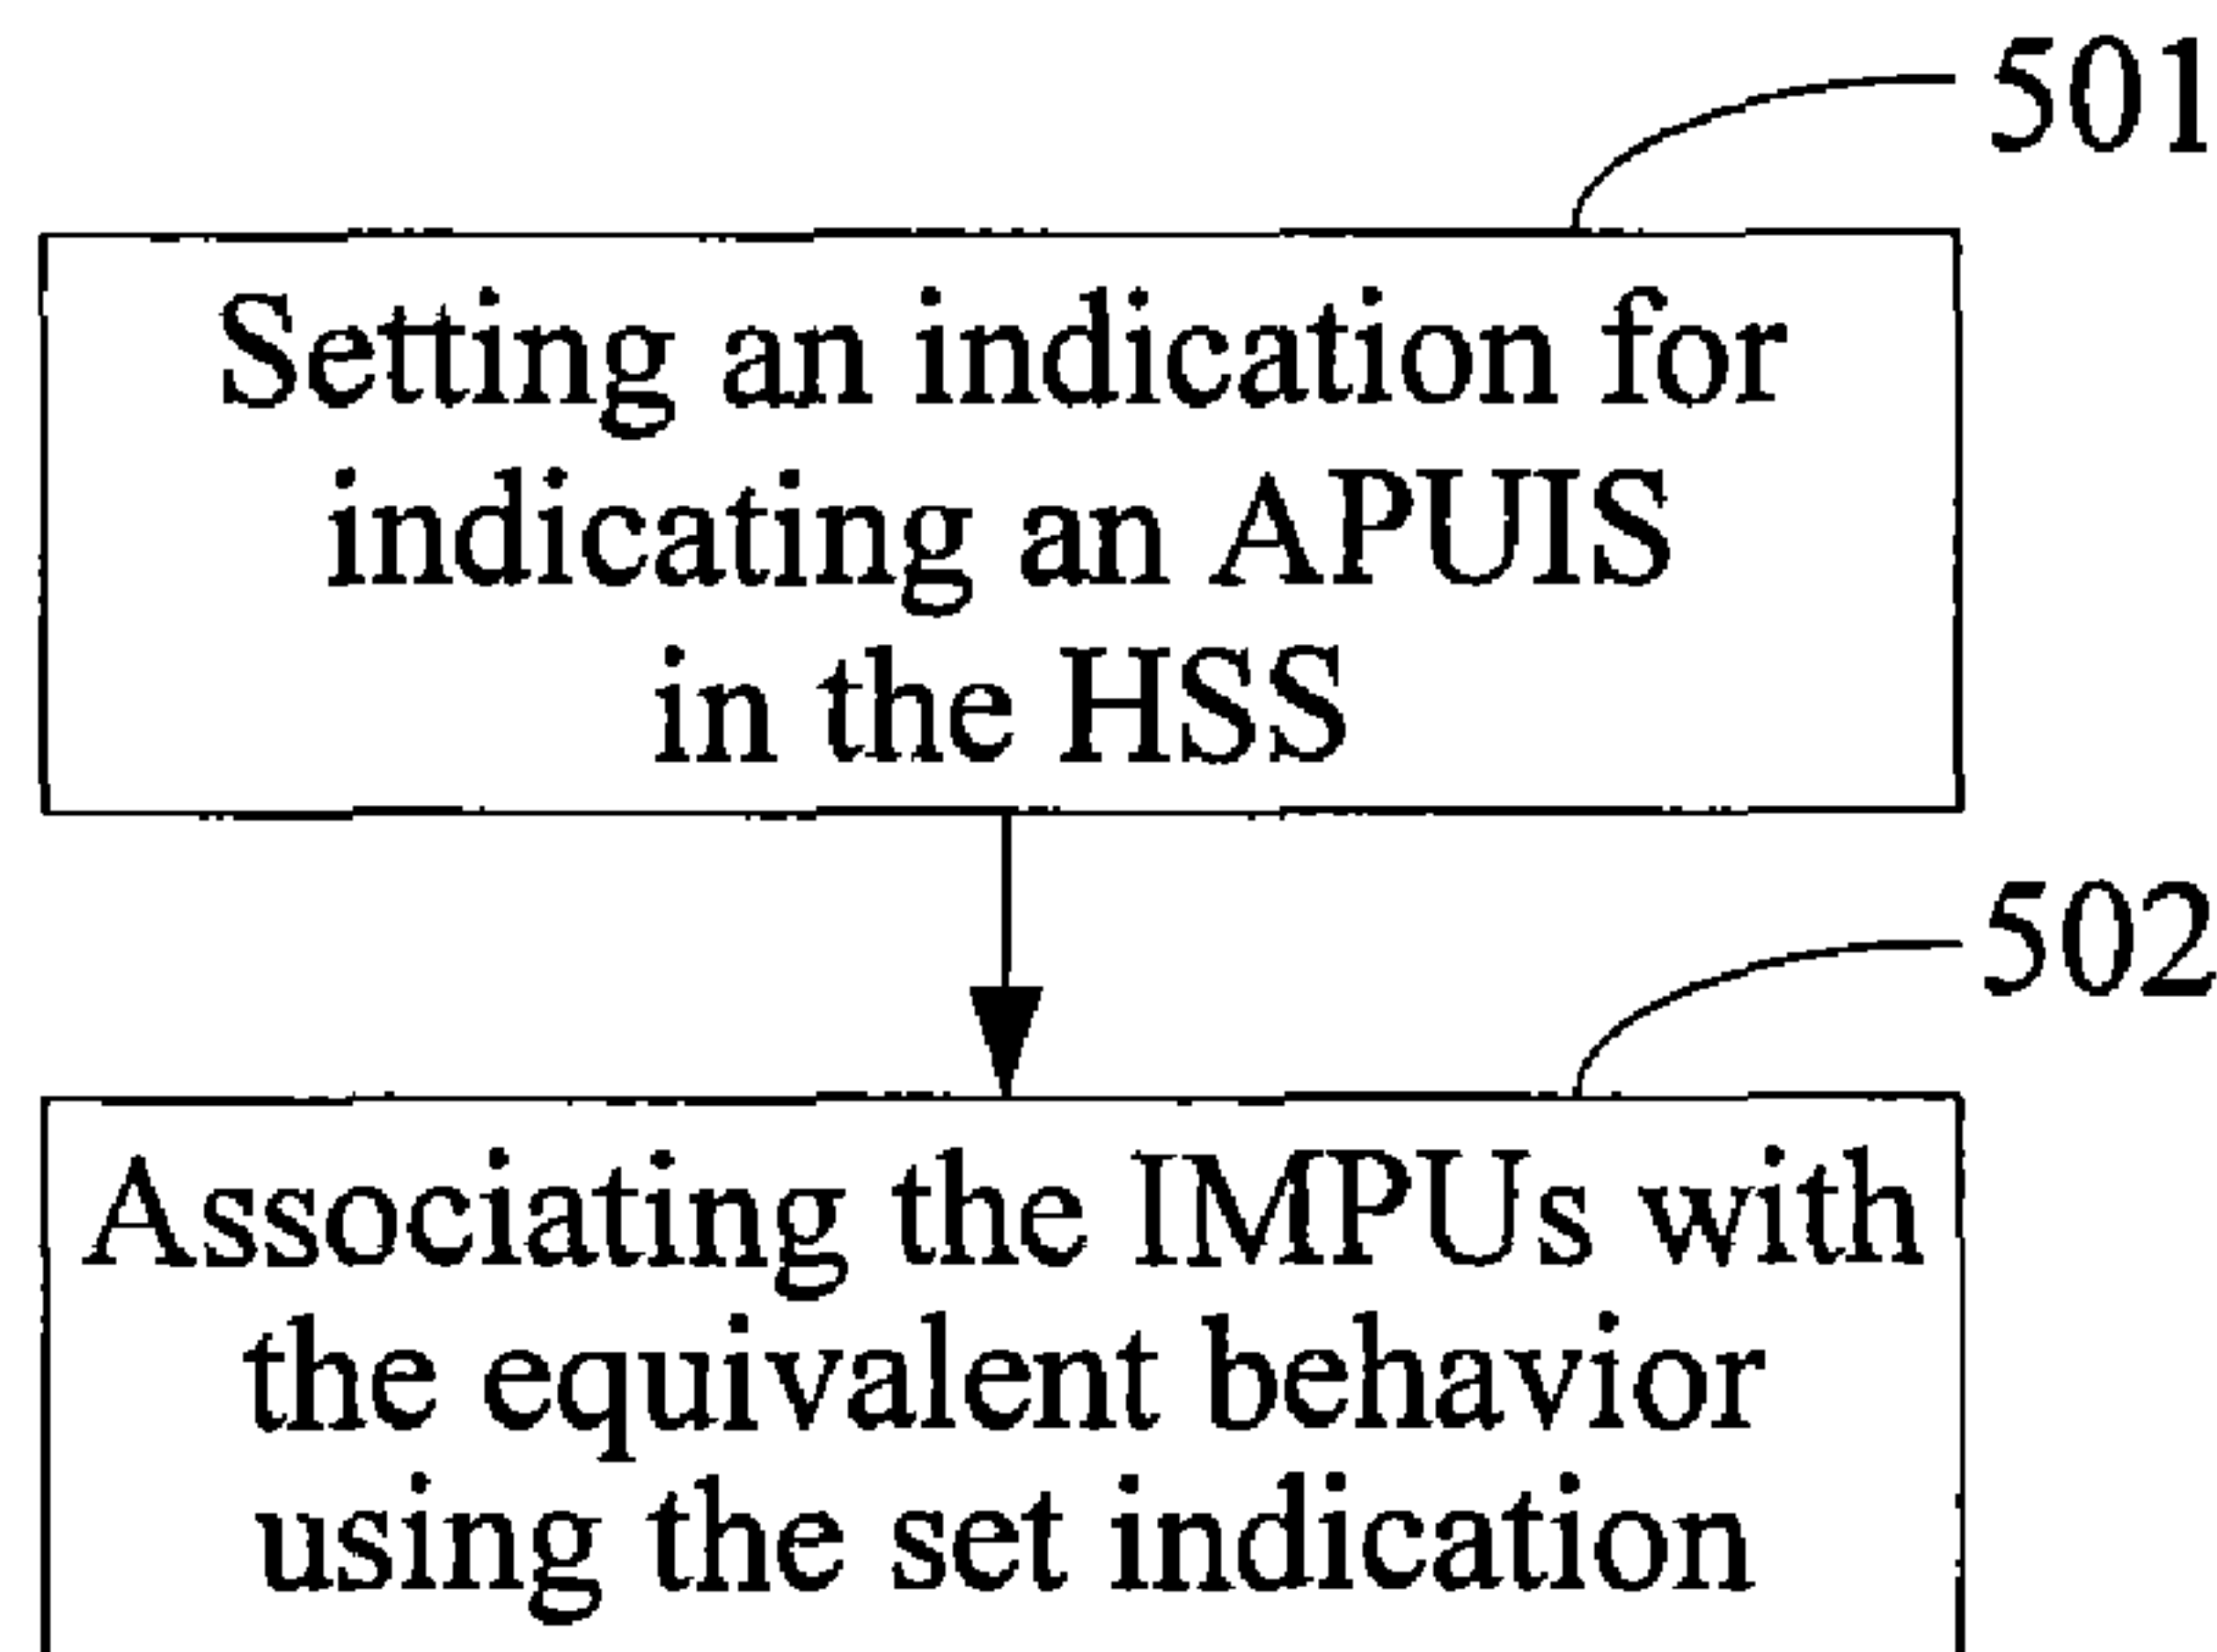 501
Setting an indication for
indicating an APUIS
in the HSS
502
Associating the IMPUs with
the equivalent behavior
using the set indication